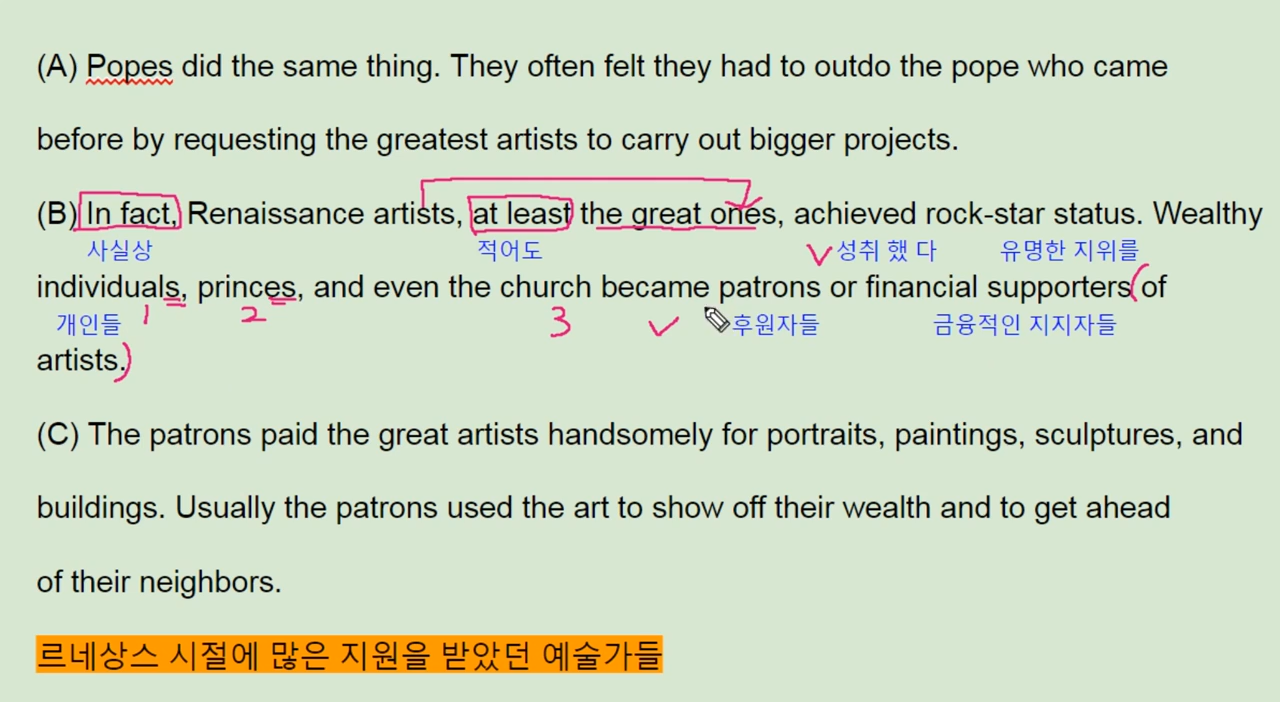 (A) Popes did the same thing. They often felt they had to outdo the pope who came
before by requesting the greatest artists to carry out bigger projects.
(B) In fact, Renaissance artists, at least the great ones, achieved rock-star status. Wealthy
사실상 적어도 성취 했 다 유명한 지위를
individuals, princes, and even the church became patrons or financial supporters (of
개인들 1 2 3 후원자들 금융적인 지지자들
artists.)
(C) The patrons paid the great artists handsomely for portraits, paintings, sculptures, and
buildings. Usually the patrons used the art to show off their wealth and to get ahead
of their neighbors.
르네상스 시절에 많은 지원을 받았던 예술가들